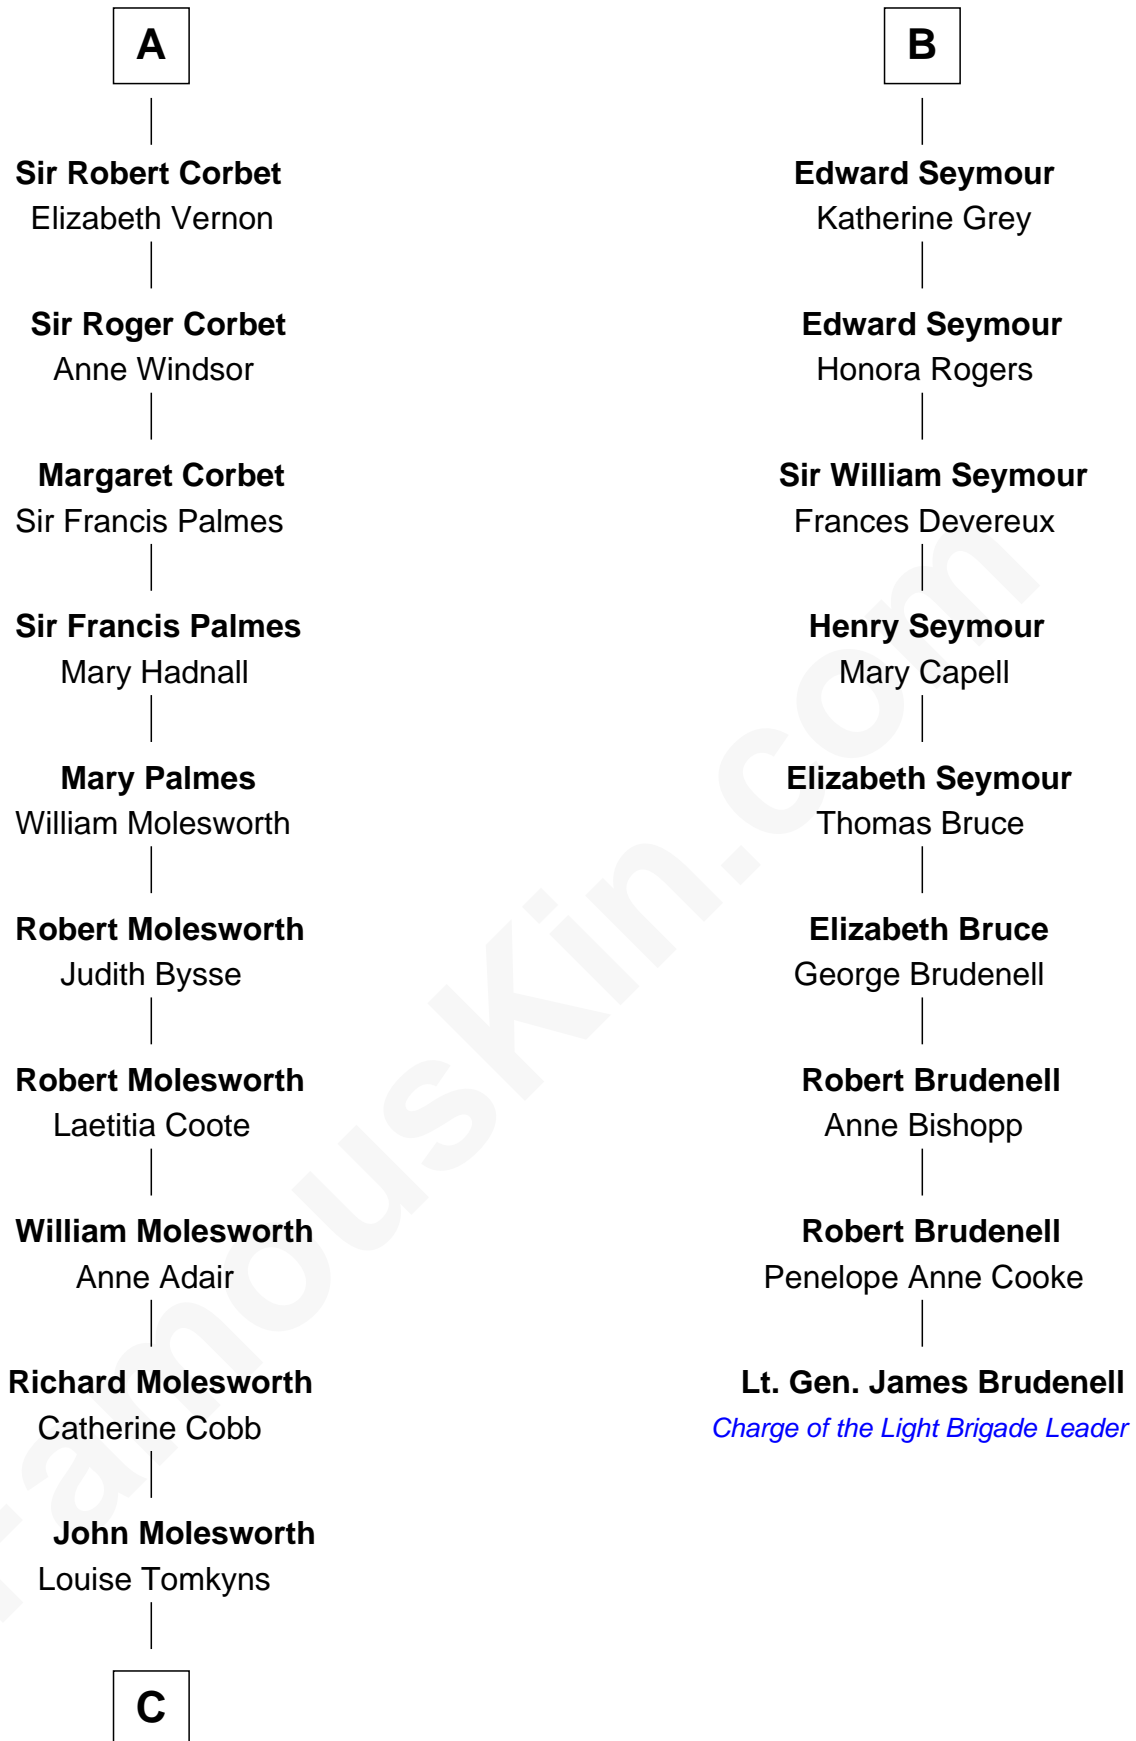 A
Sir Robert Corbet
Elizabeth Vernon
Sir Roger Corbet
Anne Windsor
Margaret Corbet
Sir Francis Palmes
Sir Francis Palmes
Mary Hadnall
Mary Palmes
William Molesworth
Robert Molesworth
Judith Bysse
Robert Molesworth
Laetitia Coote
William Molesworth
Anne Adair
Richard Molesworth
Catherine Cobb
John Molesworth
Louise Tomkyns
C
B
Edward Seymour
Katherine Grey
Edward Seymour
Honora Rogers
Sir William Seymour
Frances Devereux
Henry Seymour
Mary Capell
Elizabeth Seymour
Thomas Bruce
Elizabeth Bruce
George Brudenell
Robert Brudenell
Anne Bishopp
Robert Brudenell
Penelope Anne Cooke
Lt. Gen. James Brudenell
Charge of the Light Brigade Leader
FamousKin.com